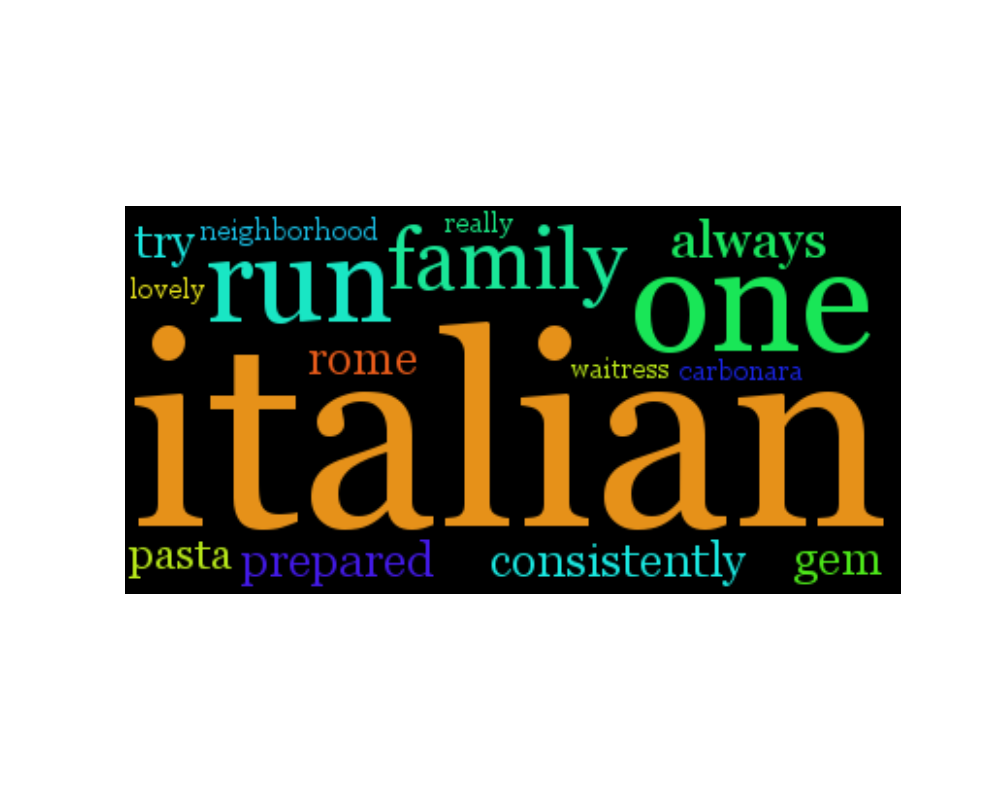 try neighborhood really always
lovely run family one
italian
rome waitress carbonara
pasta prepared consistently gem